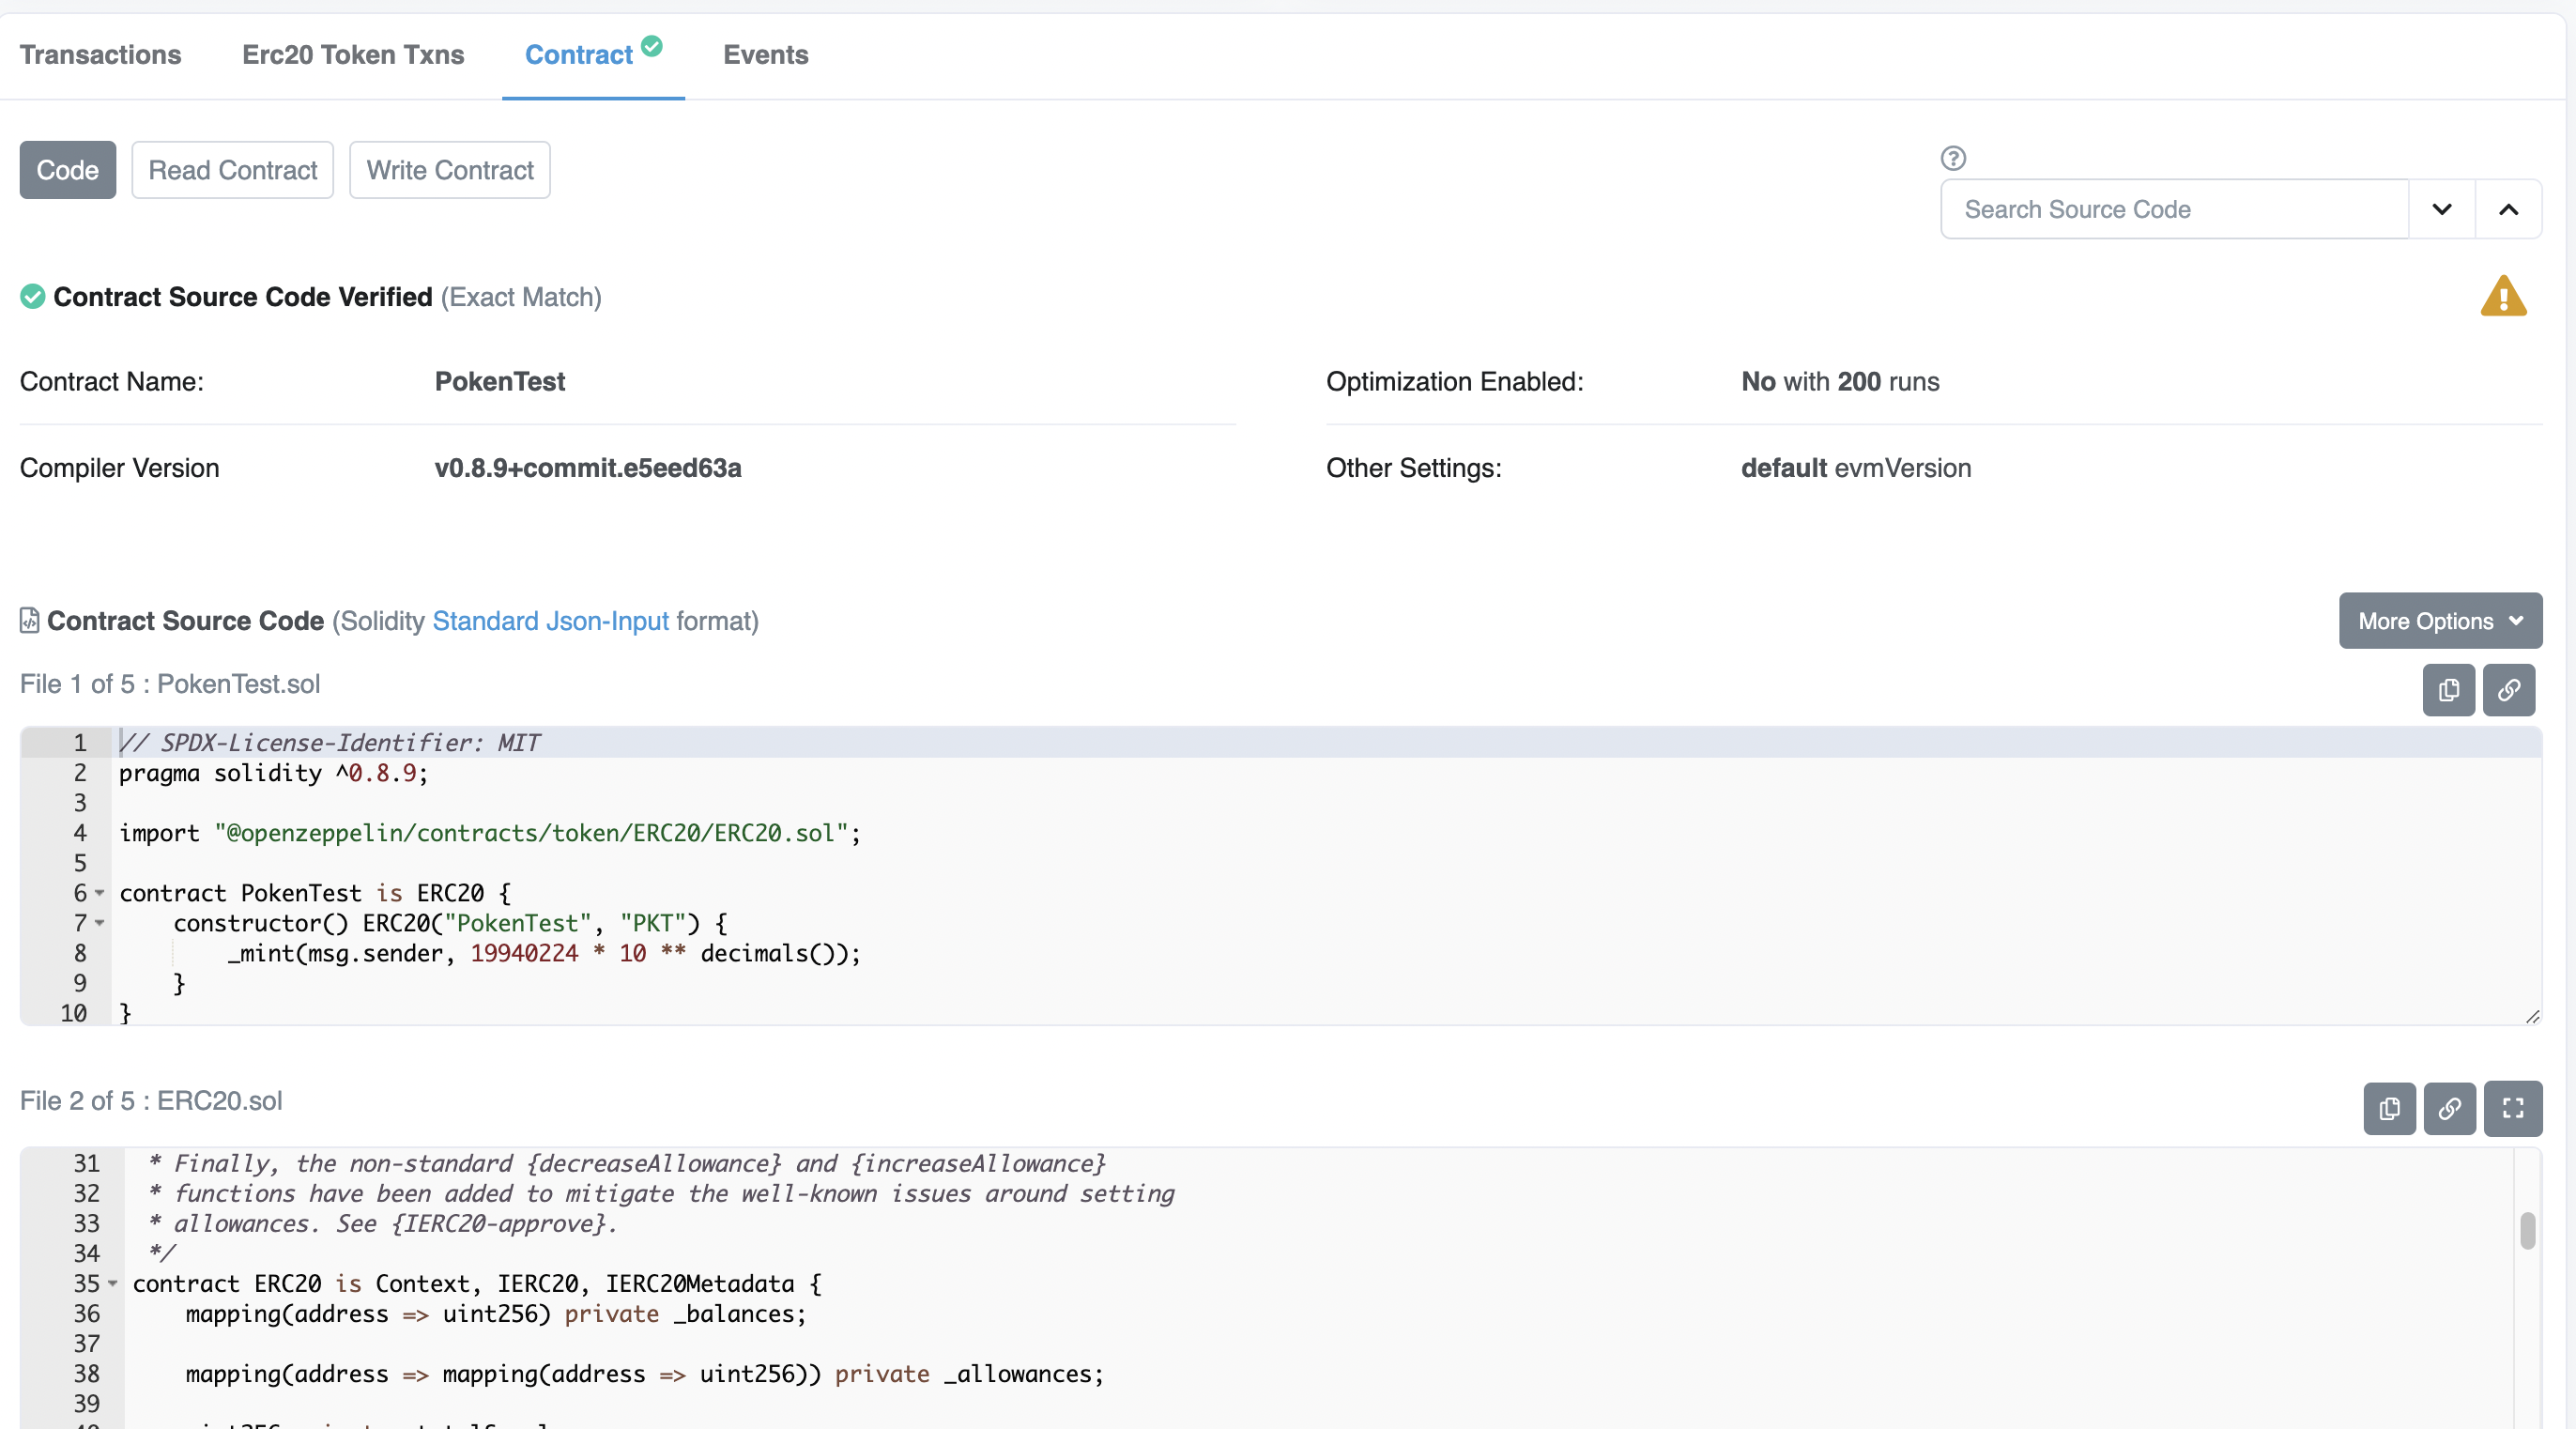 Transactions Erc20 Token Txns Contract Events
Code Read Contract Write Contract
Search Source Code
Contract Source Code Verified (Exact Match)
Contract Name: PokenTest Optimization Enabled: No with 200 runs
Compiler Version v0.8.9+commit.e5eed63a Other Settings: default evmVersion
Contract Source Code (Solidity Standard Json-Input format) More Options
File 1 of 5 : PokenTest.sol
1 // SPDX-License-Identifier: MIT
2 pragma solidity ^0.8.9;
3
4 import "@openzeppelin/contracts/token/ERC20/ERC20.sol";
5
6 contract PokenTest is ERC20 {
7 constructor() ERC20("PokenTest", "PKT") {
8 _mint(msg.sender, 19940224 * 10 ** decimals());
9 }
10 }
File 2 of 5 : ERC20.sol
31 * Finally, the non-standard {decreaseAllowance} and {increaseAllowance}
32 * functions have been added to mitigate the well-known issues around setting
33 * allowances. See {IERC20-approve}.
34 */
35 contract ERC20 is Context, IERC20, IERC20Metadata {
36 mapping(address => uint256) private _balances;
37
38 mapping(address => mapping(address => uint256)) private _allowances;
39